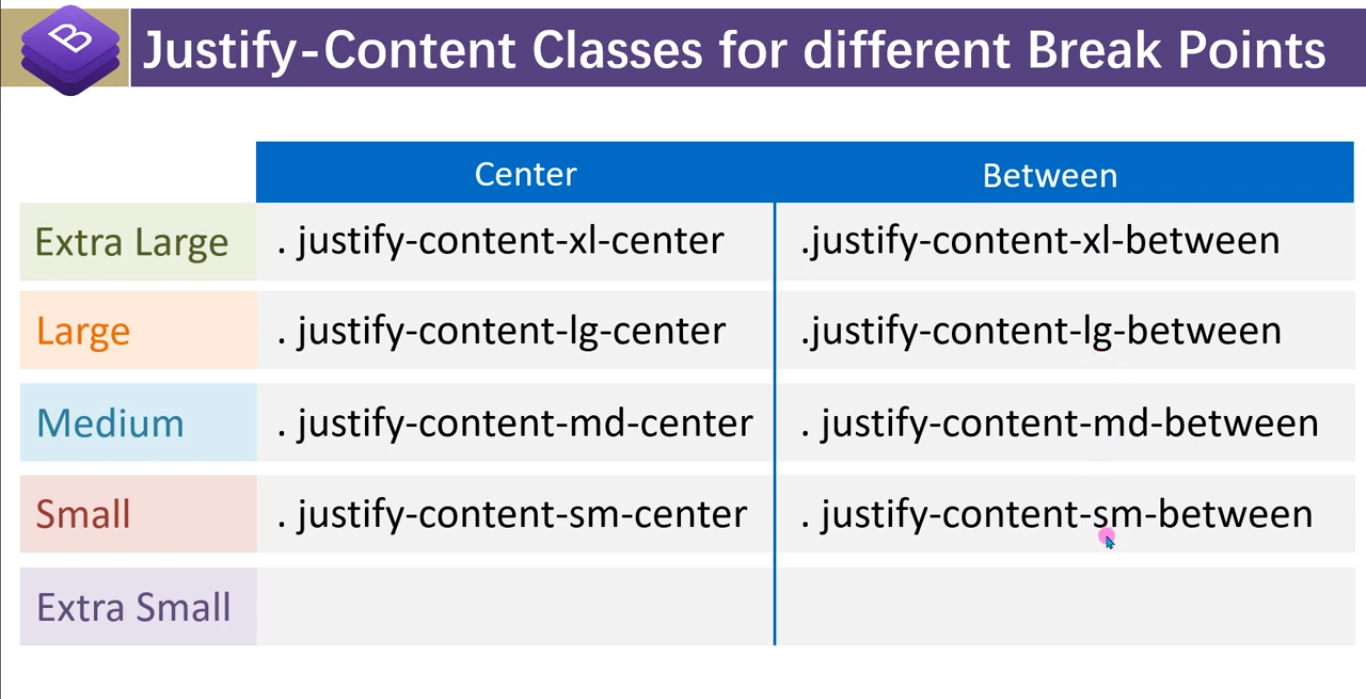 B
Justify-Content Classes for different Break Points
Center Between
Extra Large . justify-content-xl-center .justify-content-xl-between
Large . justify-content-lg-center .justify-content-lg-between
Medium . justify-content-md-center . justify-content-md-between
Small . justify-content-sm-center . justify-content-sm-between
Extra Small